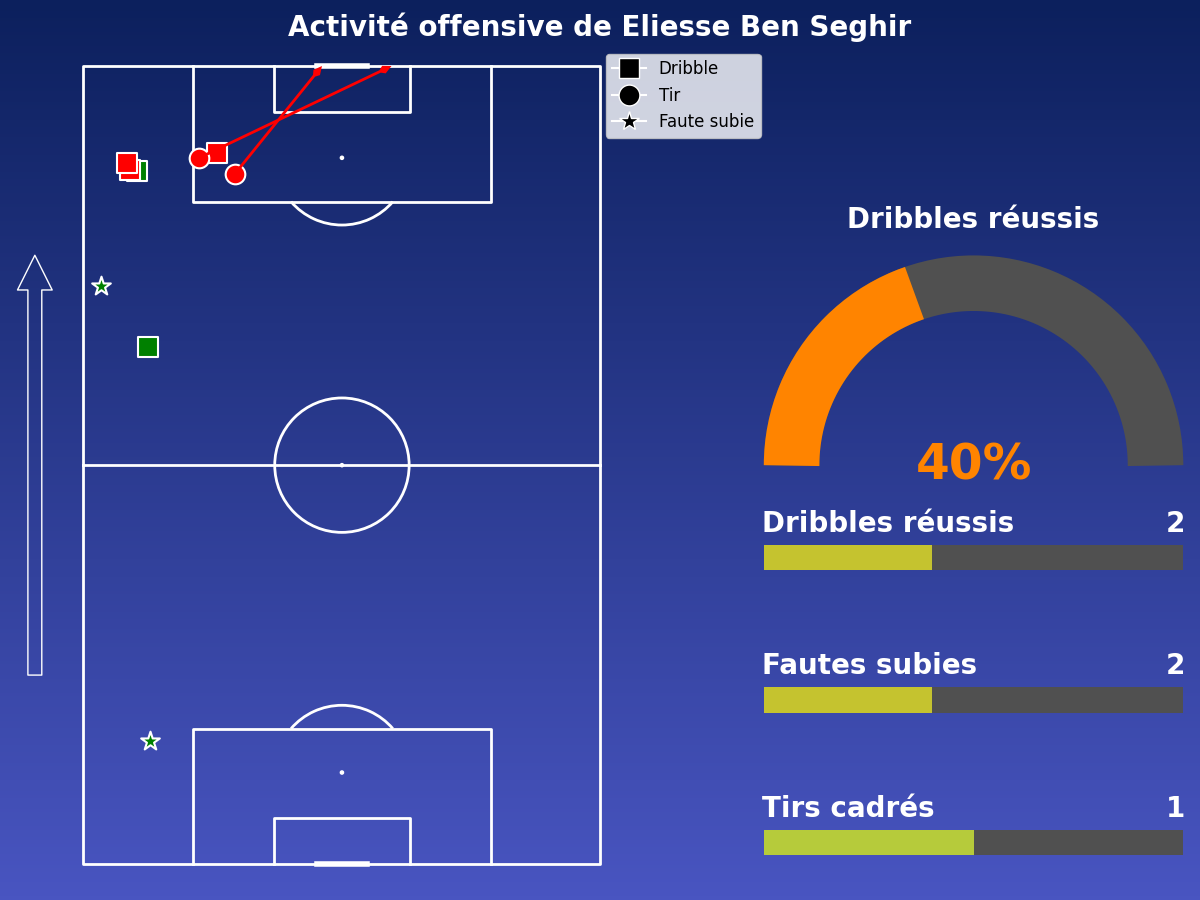 Activité offensive de Eliesse Ben Seghir
Dribble
Tir
Faute subie
Dribbles réussis
40%
Dribbles réussis 2
Fautes subies 2
Tirs cadrés 1